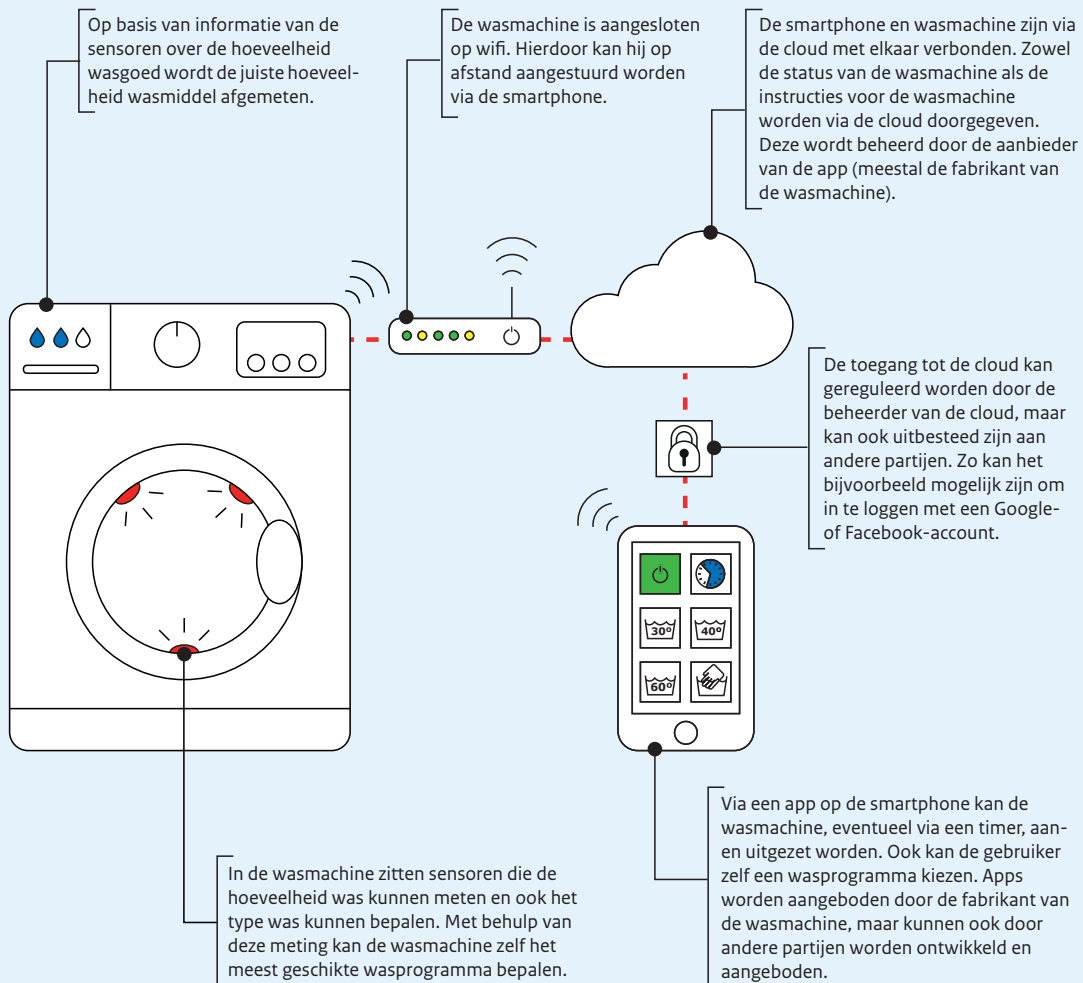 Op basis van informatie van de
sensoren over de hoeveelheid
wasgoed wordt de juiste hoeveel-
heid wasmiddel afgemeten.
De wasmachine is aangesloten
op wifi. Hierdoor kan hij op
afstand aangestuurd worden
via de smartphone.
De smartphone en wasmachine zijn via
de cloud met elkaar verbonden. Zowel
de status van de wasmachine als de
instructies voor de wasmachine
worden via de cloud doorgegeven.
Deze wordt beheerd door de aanbieder
van de app (meestal de fabrikant van
de wasmachine).
De toegang tot de cloud kan
gereguleerd worden door de
beheerder van de cloud, maar
kan ook uitbesteed zijn aan
andere partijen. Zo kan het
bijvoorbeeld mogelijk zijn om
in te loggen met een Google-
of Facebook-account.
30º
40º
60º
In de wasmachine zitten sensoren die de
hoeveelheid was kunnen meten en ook het
type was kunnen bepalen. Met behulp van
deze meting kan de wasmachine zelf het
meest geschikte wasprogramma bepalen.
Via een app op de smartphone kan de
wasmachine, eventueel via een timer, aan-
en uitgezet worden. Ook kan de gebruiker
zelf een wasprogramma kiezen. Apps
worden aangeboden door de fabrikant van
de wasmachine, maar kunnen ook door
andere partijen worden ontwikkeld en
aangeboden.